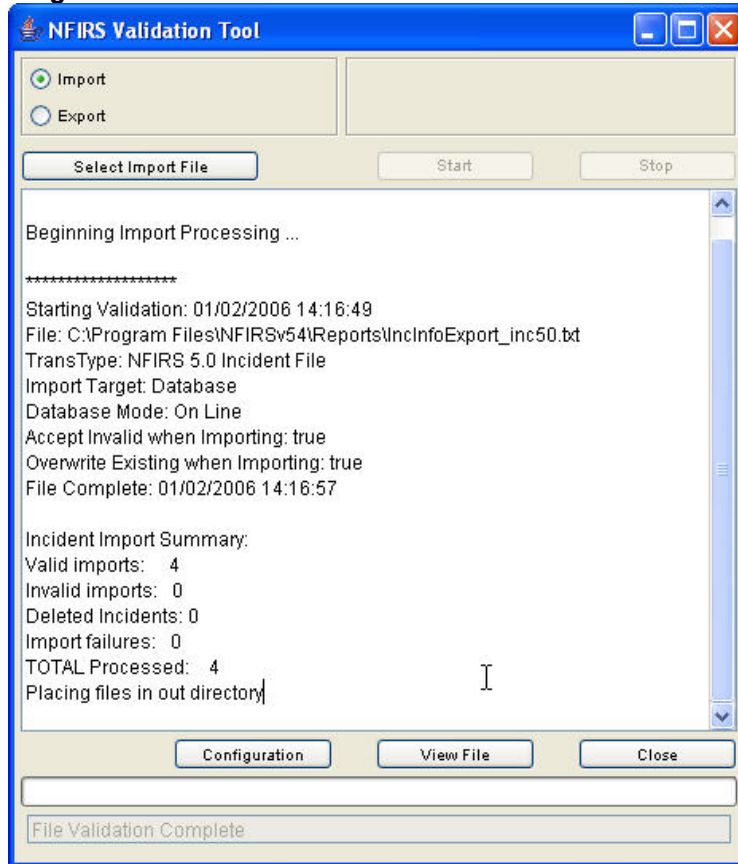 NFIRS Validation Tool
Import
Export
Select Import File
Start
Stop
Beginning Import Processing ...
*******************
Starting Validation: 01/02/2006 14:16:49
File: C:\Program Files\NFIRSv54\Reports\IncInfoExport_inc50.txt
TransType: NFIRS 5.0 Incident File
Import Target: Database
Database Mode: On Line
Accept Invalid when Importing: true
Overwrite Existing when Importing: true
File Complete: 01/02/2006 14:16:57
Incident Import Summary:
Valid imports: 4
Invalid imports: 0
Deleted Incidents: 0
Import failures: 0
TOTAL Processed: 4
Placing files in out directory
Configuration
View File
Close
File Validation Complete